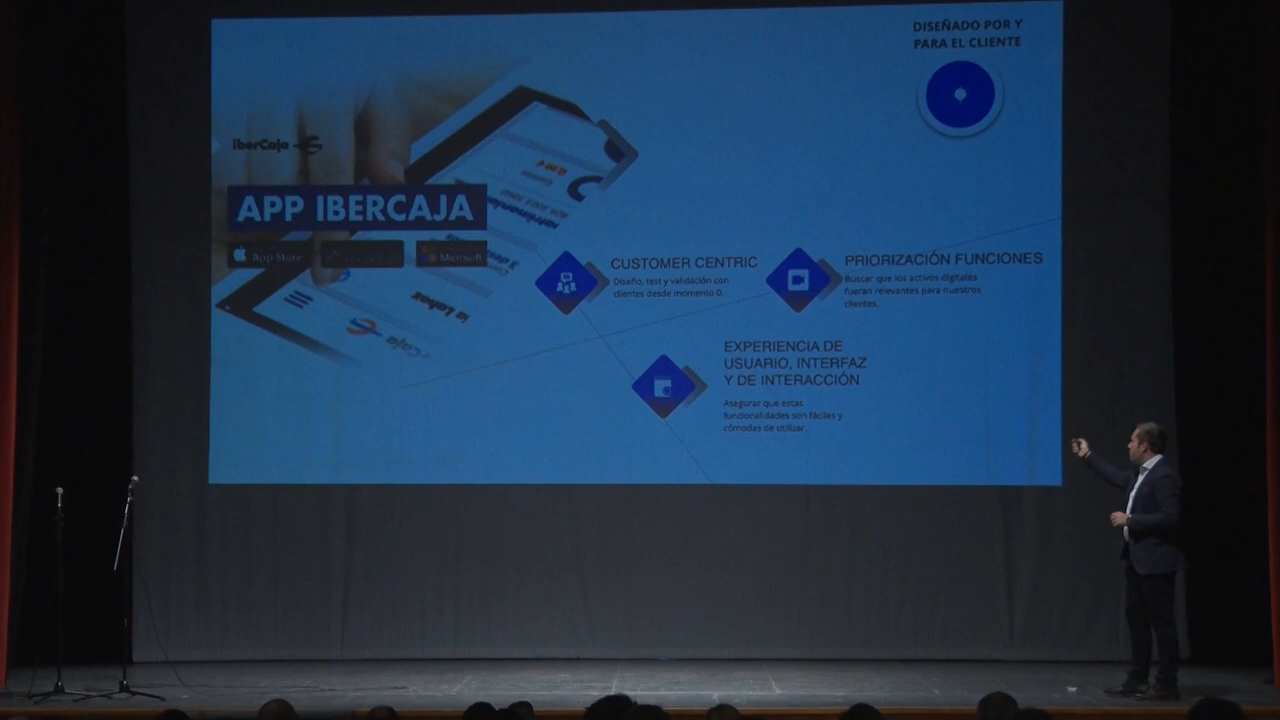 DISEÑADO POR Y
PARA EL CLIENTE
iberCaja
APP IBERCAJA
App Store
Microsoft
CUSTOMER CENTRIC
Diseño, test y validación con
clientes desde momento 0.
PRIORIZACIÓN FUNCIONES
Buscar que los activos digitales
fueran relevantes para nuestros
clientes.
EXPERIENCIA DE
USUARIO, INTERFAZ
Y DE INTERACCIÓN
Asegurar que estas
funcionalidades son fáciles y
cómodas de utilizar.